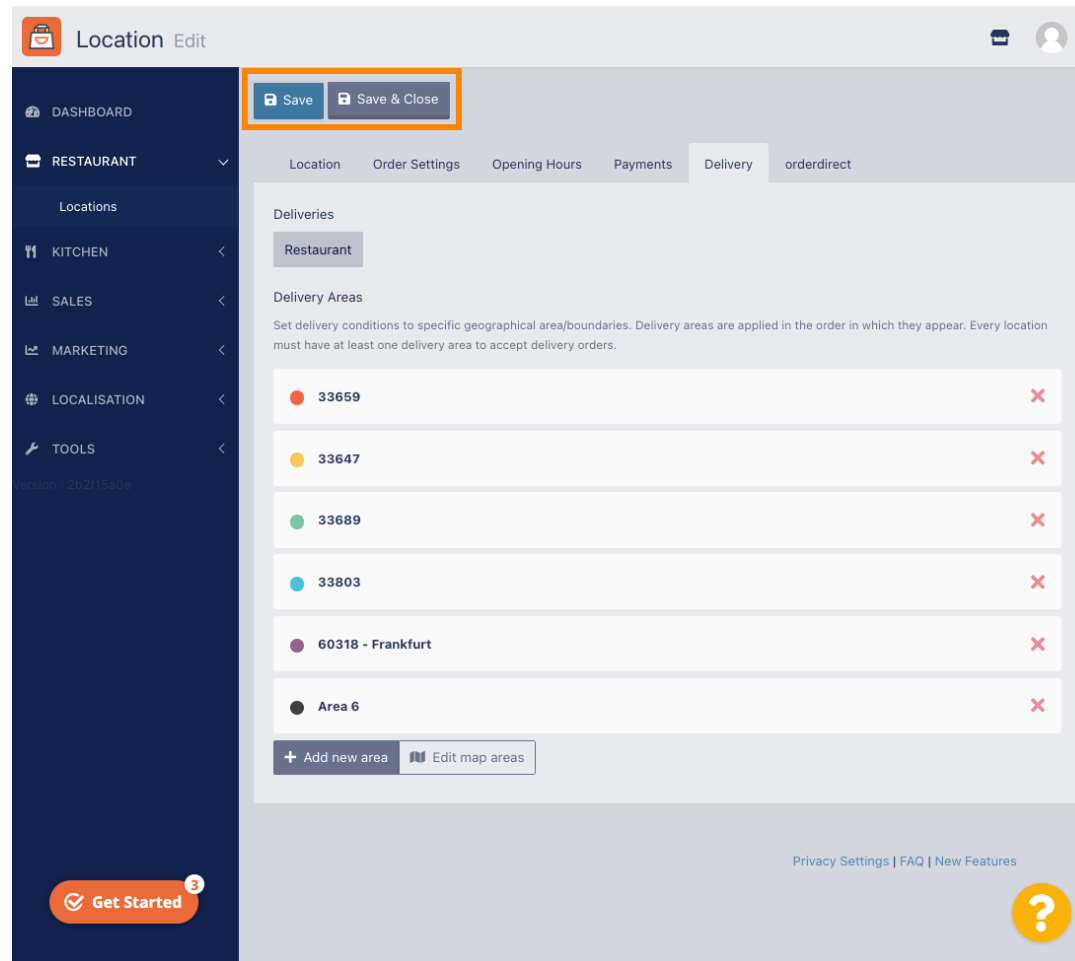 Location Edit
DASHBOARD
RESTAURANT
Locations
KITCHEN
SALES
MARKETING
LOCALISATION
TOOLS
Version : 2b2f15a0e
Get Started
3
Save
Save & Close
Location
Order Settings
Opening Hours
Payments
Delivery
orderdirect
Deliveries
Restaurant
Delivery Areas
Set delivery conditions to specific geographical area/boundaries. Delivery areas are applied in the order in which they appear. Every location
must have at least one delivery area to accept delivery orders.
33659
33647
33689
33803
60318 - Frankfurt
Area 6
Add new area
Edit map areas
Privacy Settings | FAQ | New Features
?